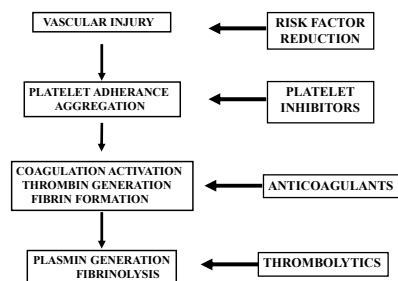 VASCULAR INJURY
RISK FACTOR
REDUCTION
PLATELET ADHERANCE
AGGREGATION
PLATELET
INHIBITORS
COAGULATION ACTIVATION
THROMBIN GENERATION
FIBRIN FORMATION
ANTICOAGULANTS
PLASMIN GENERATION
FIBRINOLYSIS
THROMBOLYTICS